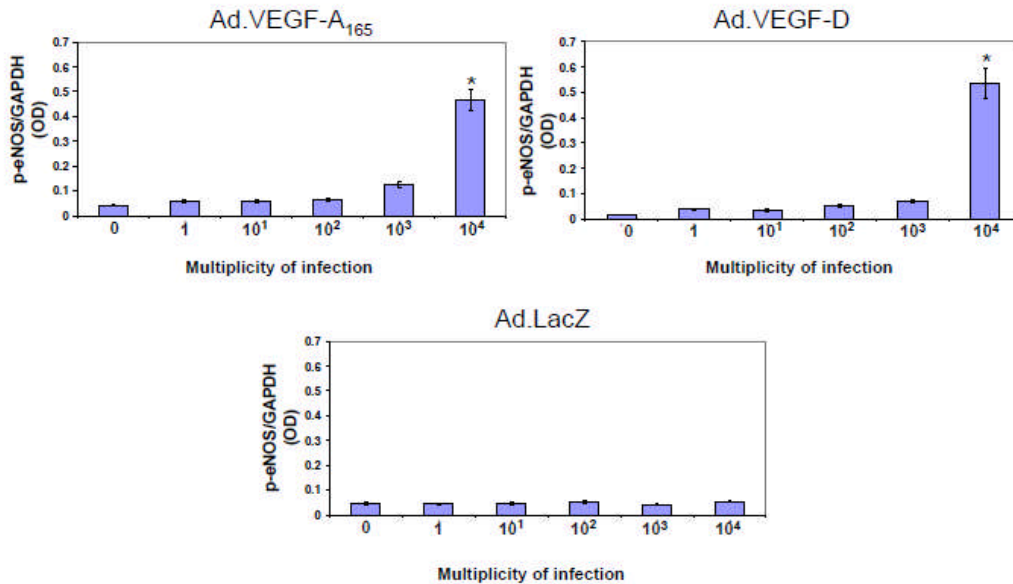 Ad.VEGF-A₁₆₅
p-eNOS/GAPDH
(OD)
0.7
0.6
0.5
0.4
0.3
0.2
0.1
0
*
0 1 10¹ 10² 10³ 10⁴
Multiplicity of infection
Ad.VEGF-D
p-eNOS/GAPDH
(OD)
0.7
0.6
0.5
0.4
0.3
0.2
0.1
0
*
0 1 10¹ 10² 10³ 10⁴
Multiplicity of infection
Ad.LacZ
p-eNOS/GAPDH
(OD)
0.7
0.6
0.5
0.4
0.3
0.2
0.1
0
0 1 10¹ 10² 10³ 10⁴
Multiplicity of infection